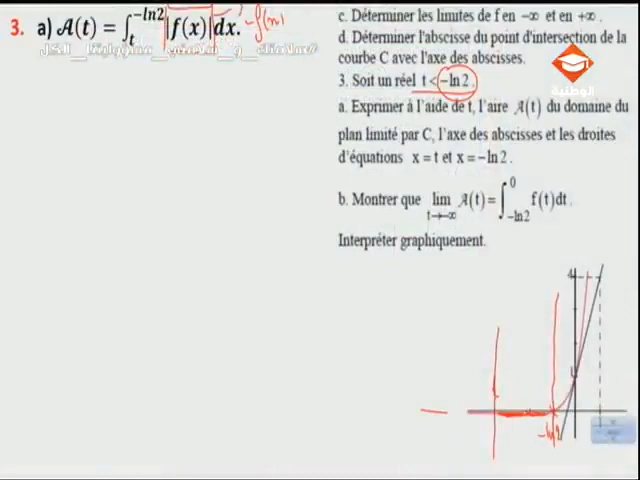 3. a) 𝒜(t) = ∫_t^{-ln2} |f(x)| dx. -f(x)
c. Déterminer les limites de f en −∞ et en +∞.
d. Déterminer l'abscisse du point d'intersection de la
courbe C avec l'axe des abscisses.
3. Soit un réel t < −ln 2.
a. Exprimer à l'aide de t, l'aire 𝒜(t) du domaine du
plan limité par C, l'axe des abscisses et les droites
d'équations x = t et x = −ln 2.
b. Montrer que lim_{t→−∞} 𝒜(t) = ∫_{−ln2}^{0} f(t)dt.
Interpréter graphiquement.
الوطنية
4
1
-ln2